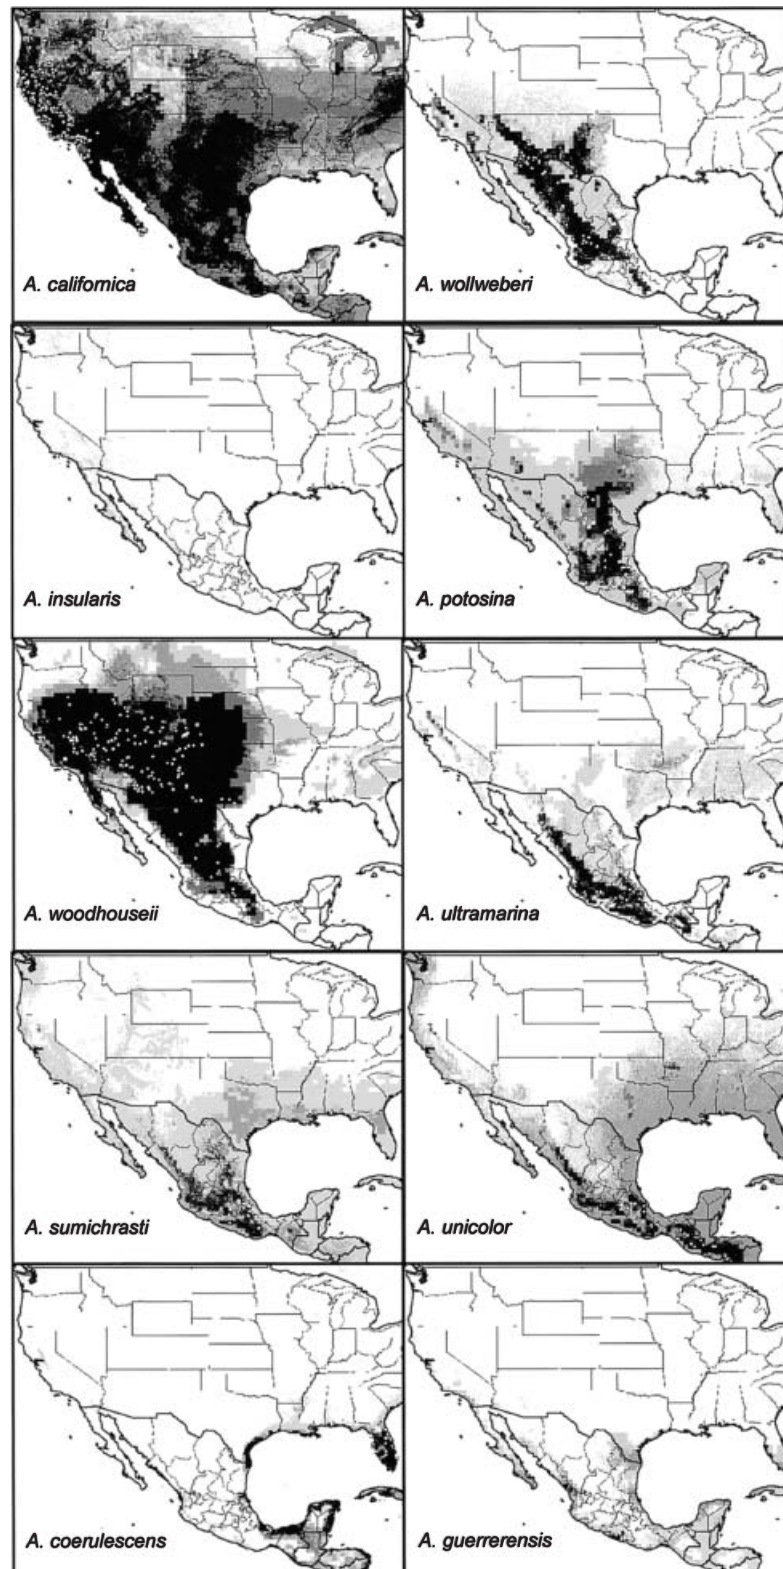 A. californica
A. wollweberi
A. insularis
A. potosina
A. woodhouseii
A. ultramarina
A. sumichrasti
A. unicolor
A. coerulescens
A. guerrerensis